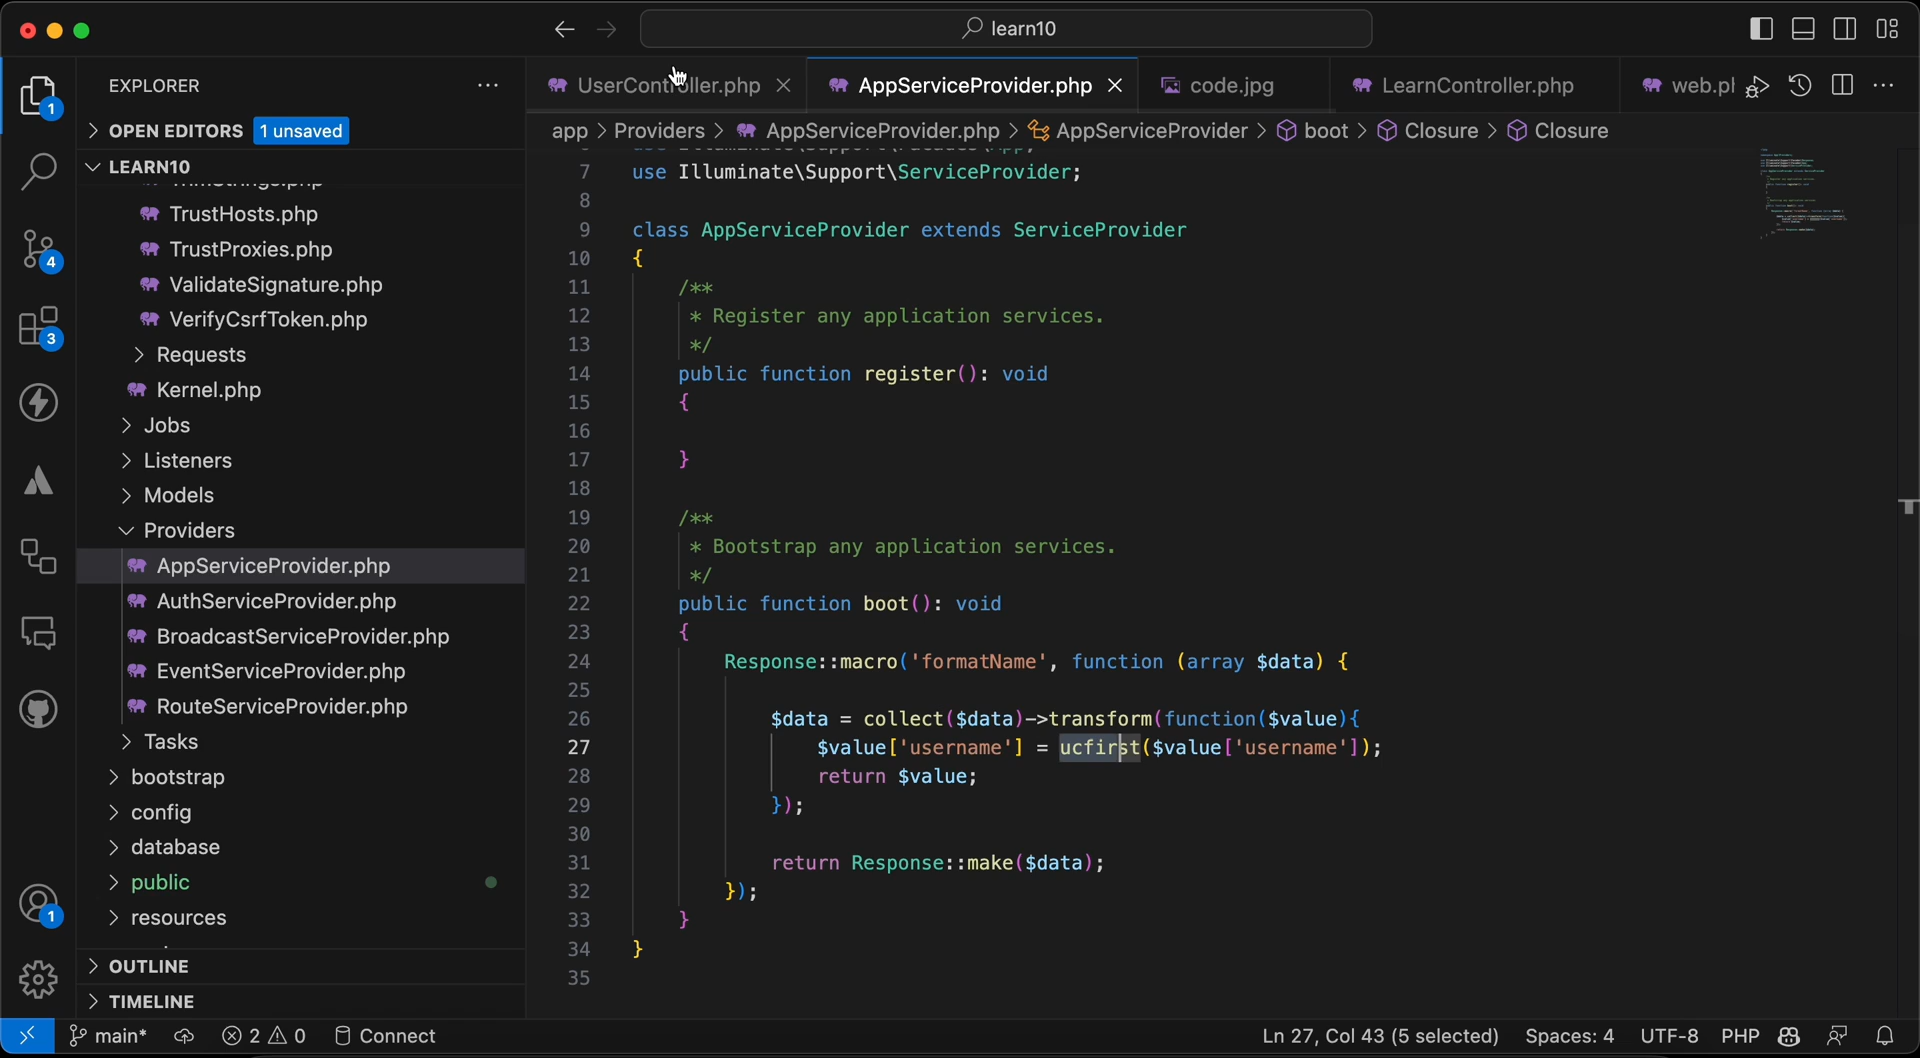 learn10
EXPLORER
UserController.php
AppServiceProvider.php
code.jpg
LearnController.php
web.pl
1
OPEN EDITORS 1 unsaved
app > Providers > AppServiceProvider.php > AppServiceProvider > boot > Closure > Closure
LEARN10
TrustHosts.php
TrustProxies.php
ValidateSignature.php
VerifyCsrfToken.php
Requests
Kernel.php
Jobs
Listeners
Models
Providers
AppServiceProvider.php
AuthServiceProvider.php
BroadcastServiceProvider.php
EventServiceProvider.php
RouteServiceProvider.php
Tasks
bootstrap
config
database
public
resources
OUTLINE
TIMELINE
4
3
1
7 use Illuminate\Support\ServiceProvider;
8
9 class AppServiceProvider extends ServiceProvider
10 {
11 /**
12 * Register any application services.
13 */
14 public function register(): void
15 {
16
17 }
18
19 /**
20 * Bootstrap any application services.
21 */
22 public function boot(): void
23 {
24 Response::macro('formatName', function (array $data) {
25
26 $data = collect($data)->transform(function($value){
27 $value['username'] = ucfirst($value['username']);
28 return $value;
29 });
30
31 return Response::make($data);
32 });
33 }
34 }
35
main* 2 0 Connect
Ln 27, Col 43 (5 selected) Spaces: 4 UTF-8 PHP